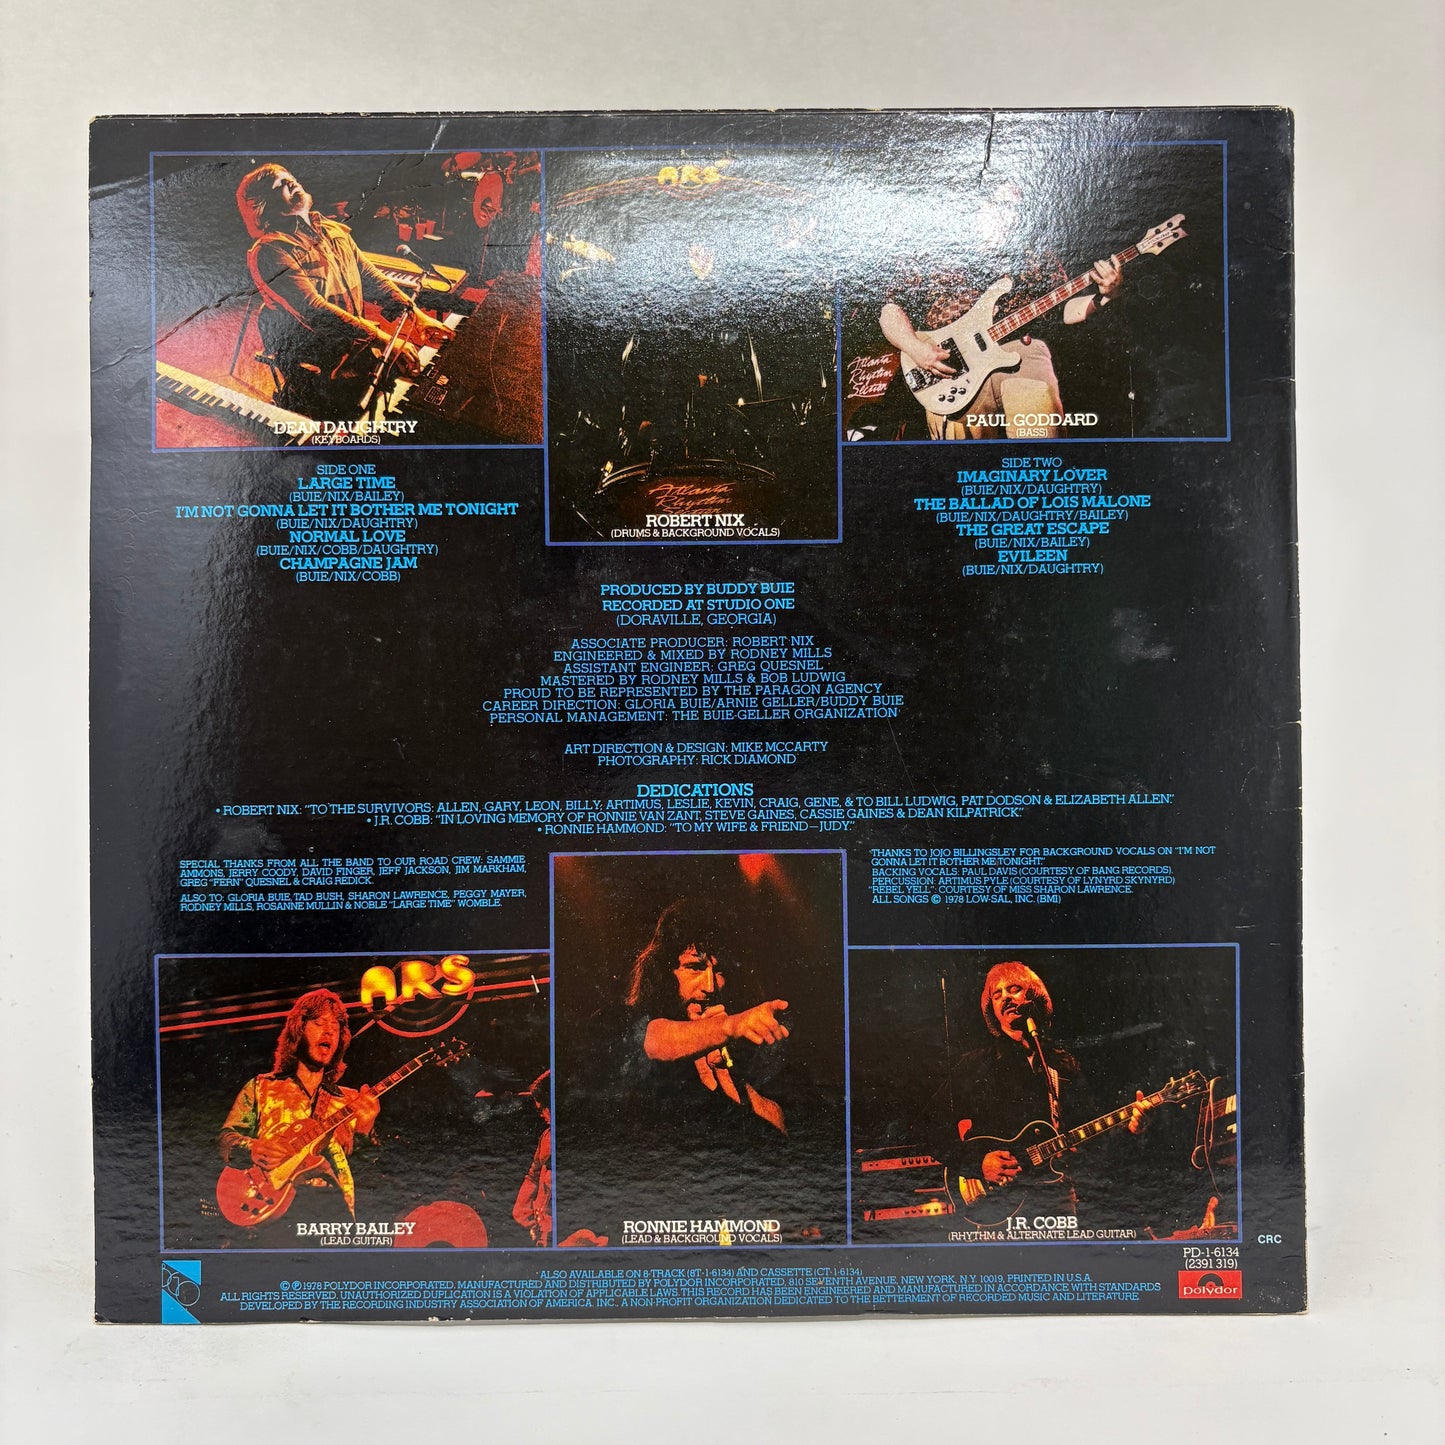 ARS
Atlanta
Rhythm
Section
DEAN DAUGHTRY
(KEYBOARDS)
PAUL GODDARD
(BASS)
Atlanta
Rhythm
Section
ROBERT NIX
(DRUMS & BACKGROUND VOCALS)
SIDE ONE
LARGE TIME
(BUIE/NIX/BAILEY)
I'M NOT GONNA LET IT BOTHER ME TONIGHT
(BUIE/NIX/DAUGHTRY)
NORMAL LOVE
(BUIE/NIX/COBB/DAUGHTRY)
CHAMPAGNE JAM
(BUIE/NIX/COBB)
SIDE TWO
IMAGINARY LOVER
(BUIE/NIX/DAUGHTRY)
THE BALLAD OF LOIS MALONE
(BUIE/NIX/DAUGHTRY/BAILEY)
THE GREAT ESCAPE
(BUIE/NIX/BAILEY)
EVILEEN
(BUIE/NIX/DAUGHTRY)
PRODUCED BY BUDDY BUIE
RECORDED AT STUDIO ONE
(DORAVILLE, GEORGIA)
ASSOCIATE PRODUCER: ROBERT NIX
ENGINEERED & MIXED BY RODNEY MILLS
ASSISTANT ENGINEER: GREG QUESNEL
MASTERED BY RODNEY MILLS & BOB LUDWIG
PROUD TO BE REPRESENTED BY THE PARAGON AGENCY
CAREER DIRECTION: GLORIA BUIE/ARNIE GELLER/BUDDY BUIE
PERSONAL MANAGEMENT: THE BUIE-GELLER ORGANIZATION
ART DIRECTION & DESIGN: MIKE MCCARTY
PHOTOGRAPHY: RICK DIAMOND
DEDICATIONS
• ROBERT NIX: "TO THE SURVIVORS: ALLEN, GARY, LEON, BILLY, ARTIMUS, LESLIE, KEVIN, CRAIG, GENE, & TO BILL LUDWIG, PAT DODSON & ELIZABETH ALLEN."
• J.R. COBB: "IN LOVING MEMORY OF RONNIE VAN ZANT, STEVE GAINES, CASSIE GAINES & DEAN KILPATRICK."
• RONNIE HAMMOND: "TO MY WIFE & FRIEND—JUDY."
SPECIAL THANKS FROM ALL THE BAND TO OUR ROAD CREW: SAMMIE
AMMONS, JERRY COODY, DAVID FINGER, JEFF JACKSON, JIM MARKHAM,
GREG "FERN" QUESNEL & CRAIG REDICK.
ALSO TO: GLORIA BUIE, TAD BUSH, SHARON LAWRENCE, PEGGY MAYER,
RODNEY MILLS, ROSANNE MULLIN & NOBLE "LARGE TIME" WOMBLE.
THANKS TO JOJO BILLINGSLEY FOR BACKGROUND VOCALS ON "I'M NOT
GONNA LET IT BOTHER ME TONIGHT."
BACKING VOCALS: PAUL DAVIS (COURTESY OF BANG RECORDS).
PERCUSSION: ARTIMUS PYLE (COURTESY OF LYNYRD SKYNYRD)
"REBEL YELL": COURTESY OF MISS SHARON LAWRENCE.
ALL SONGS © 1978 LOW-SAL, INC. (BMI)
ARS
BARRY BAILEY
(LEAD GUITAR)
RONNIE HAMMOND
(LEAD & BACKGROUND VOCALS)
J.R. COBB
(RHYTHM & ALTERNATE LEAD GUITAR)
CRC
PD-1-6134
(2391 319)
polydor
ALSO AVAILABLE ON 8-TRACK (8T-1-6134) AND CASSETTE (CT-1-6134)
© ℗ 1978 POLYDOR INCORPORATED. MANUFACTURED AND DISTRIBUTED BY POLYDOR INCORPORATED, 810 SEVENTH AVENUE, NEW YORK, N.Y. 10019, PRINTED IN U.S.A.
ALL RIGHTS RESERVED. UNAUTHORIZED DUPLICATION IS A VIOLATION OF APPLICABLE LAWS. THIS RECORD HAS BEEN ENGINEERED AND MANUFACTURED IN ACCORDANCE WITH STANDARDS
DEVELOPED BY THE RECORDING INDUSTRY ASSOCIATION OF AMERICA. INC., A NON-PROFIT ORGANIZATION DEDICATED TO THE BETTERMENT OF RECORDED MUSIC AND LITERATURE